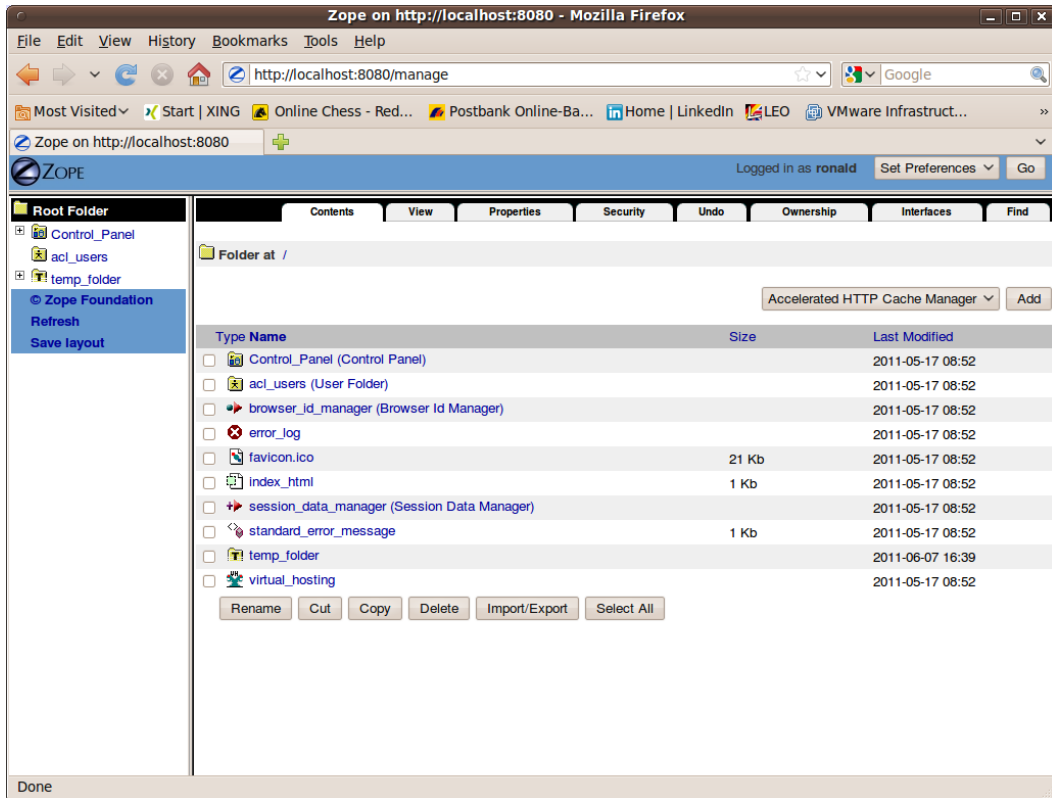 Zope on http://localhost:8080 - Mozilla Firefox
File Edit View History Bookmarks Tools Help
http://localhost:8080/manage Google
Most Visited Start | XING Online Chess - Red... Postbank Online-Ba... Home | LinkedIn LEO VMware Infrastruct... »
Zope on http://localhost:8080
ZOPE Logged in as ronald Set Preferences Go
Root Folder
Control_Panel
acl_users
temp_folder
© Zope Foundation
Refresh
Save layout
Contents View Properties Security Undo Ownership Interfaces Find
Folder at /
Accelerated HTTP Cache Manager Add
Type Name Size Last Modified
Control_Panel (Control Panel) 2011-05-17 08:52
acl_users (User Folder) 2011-05-17 08:52
browser_id_manager (Browser Id Manager) 2011-05-17 08:52
error_log 2011-05-17 08:52
favicon.ico 21 Kb 2011-05-17 08:52
index_html 1 Kb 2011-05-17 08:52
session_data_manager (Session Data Manager) 2011-05-17 08:52
standard_error_message 1 Kb 2011-05-17 08:52
temp_folder 2011-06-07 16:39
virtual_hosting 2011-05-17 08:52
Rename Cut Copy Delete Import/Export Select All
Done